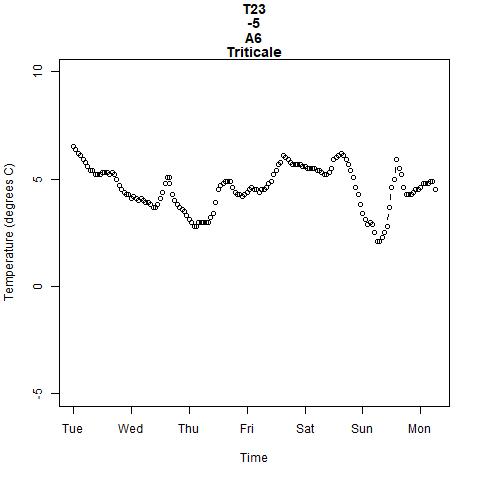 T23
-5
A6
Triticale
Temperature (degrees C)
10
5
0
-5
Tue Wed Thu Fri Sat Sun Mon
Time